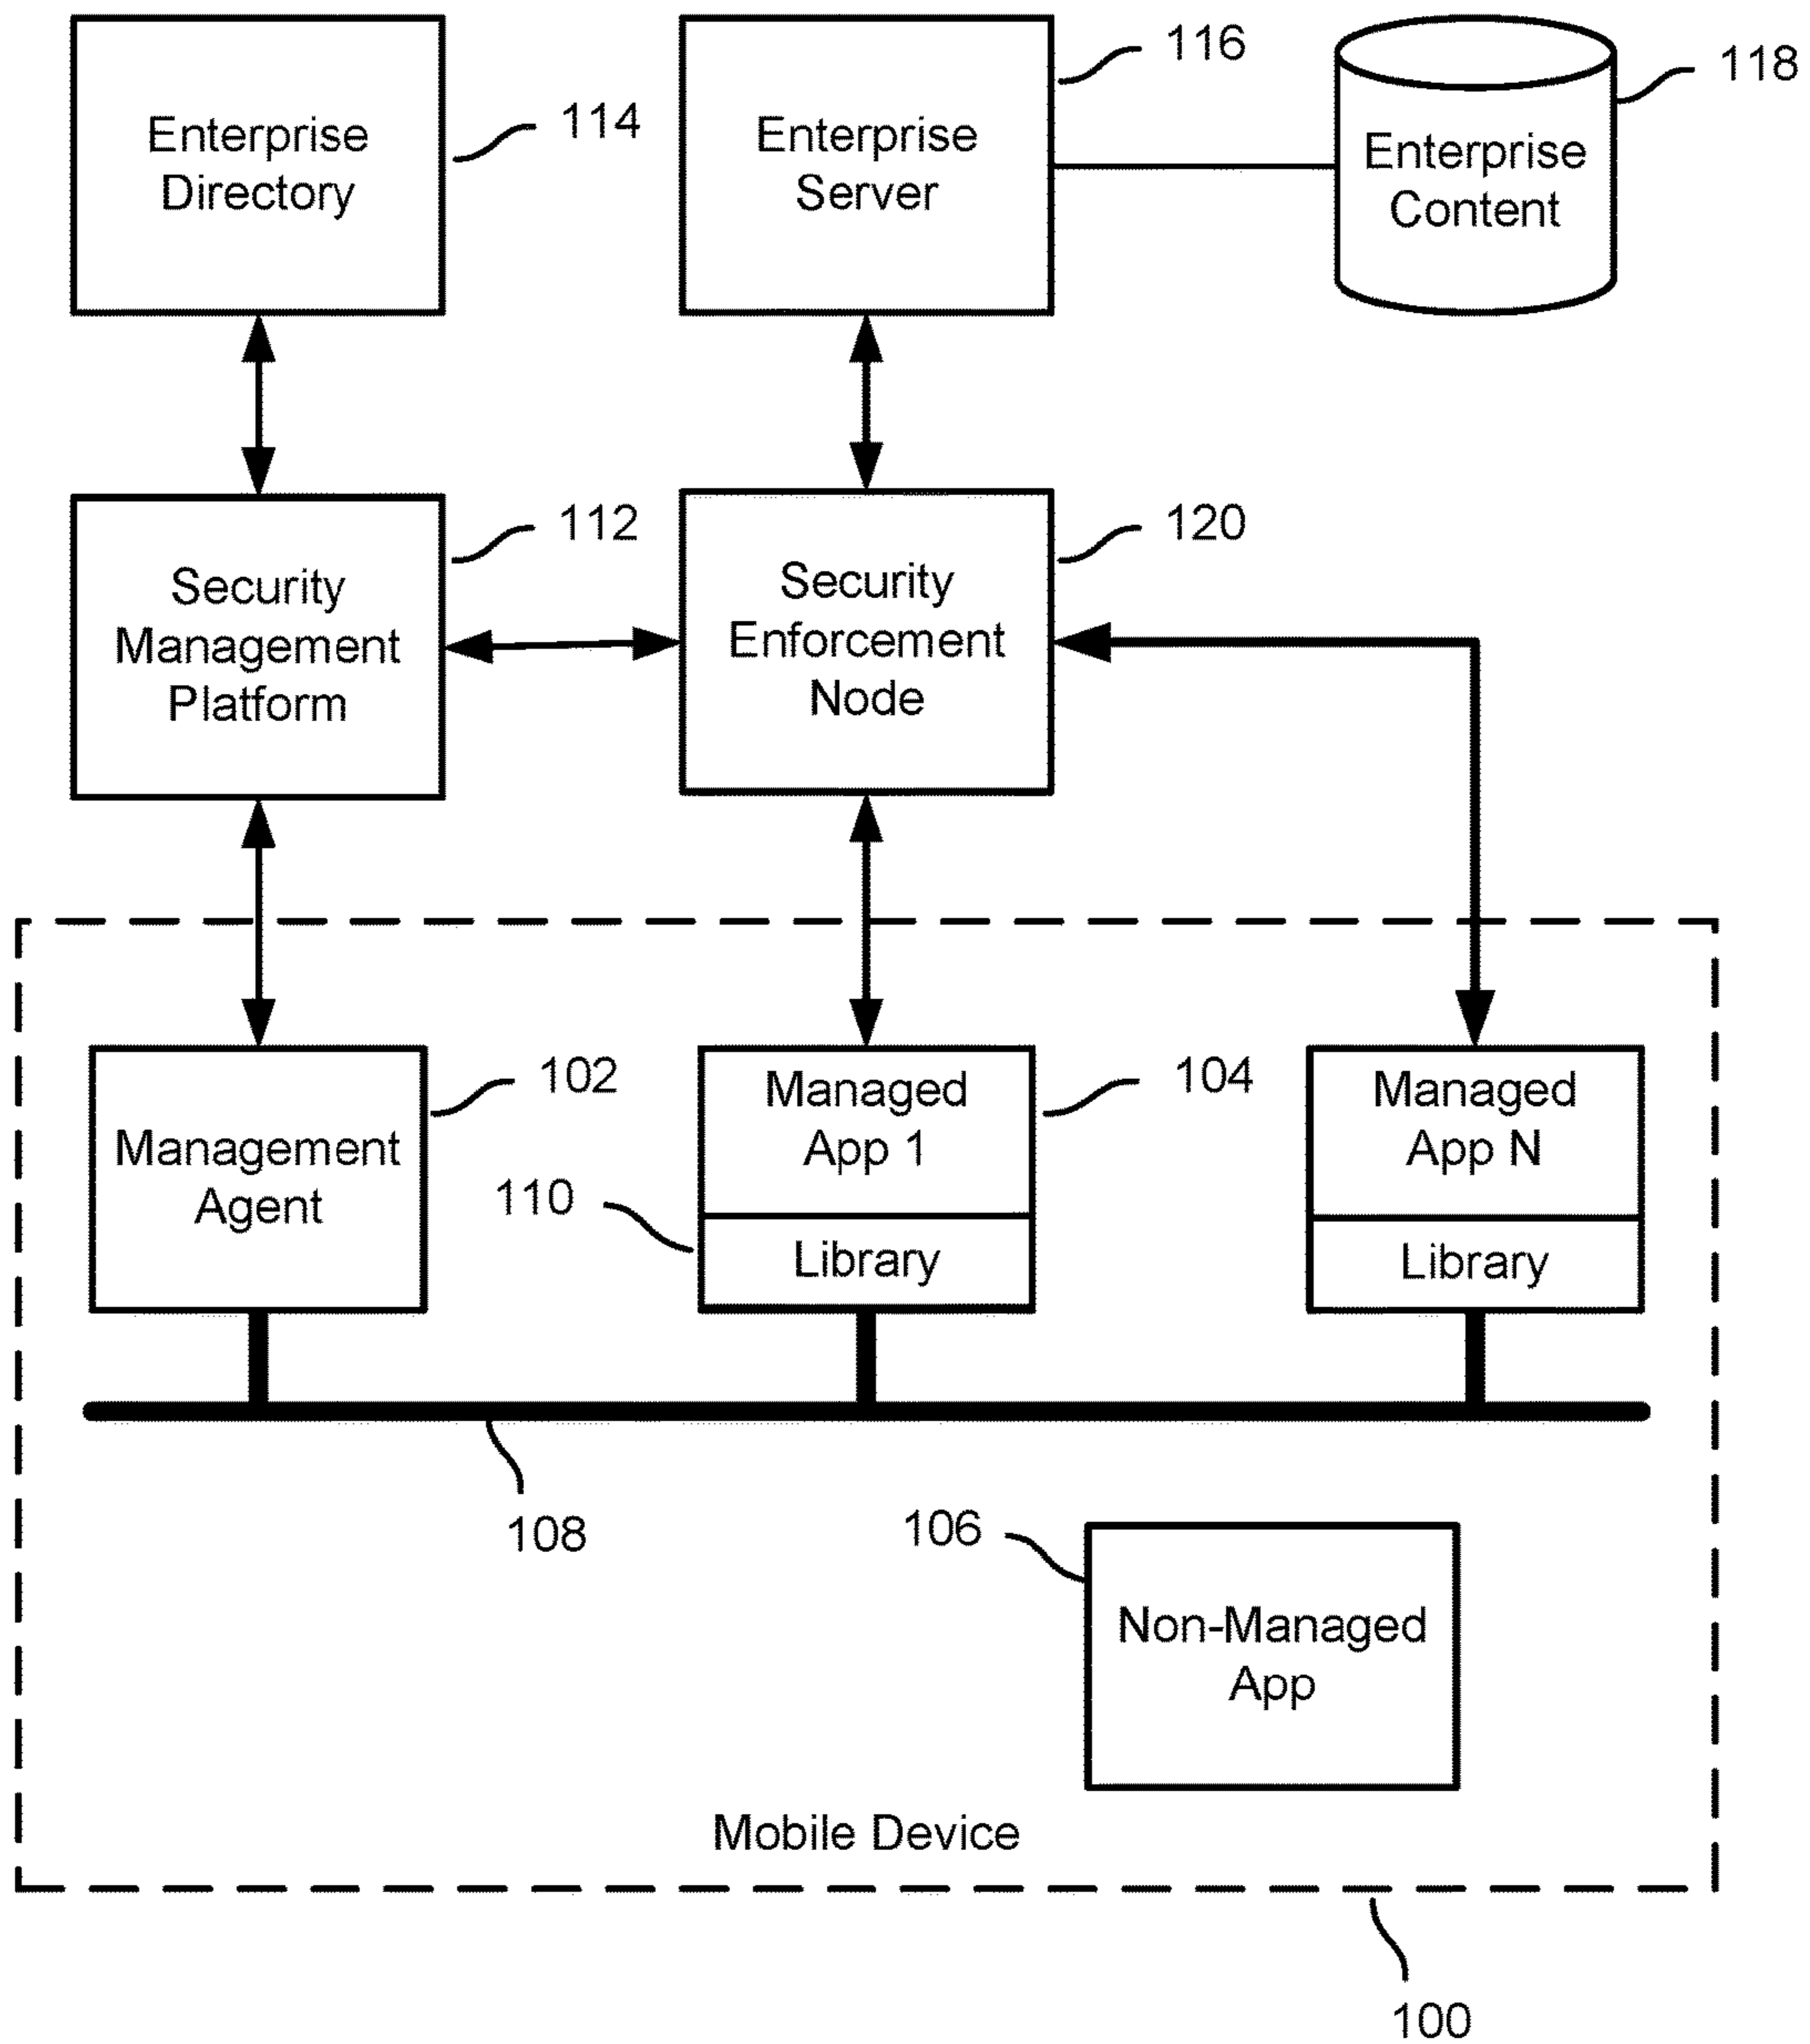 Enterprise
Directory
114
Enterprise
Server
116
Enterprise
Content
118
Security
Management
Platform
112
Security
Enforcement
Node
120
Management
Agent
102
Managed
App 1
104
110
Library
Managed
App N
Library
108
106
Non-Managed
App
Mobile Device
100